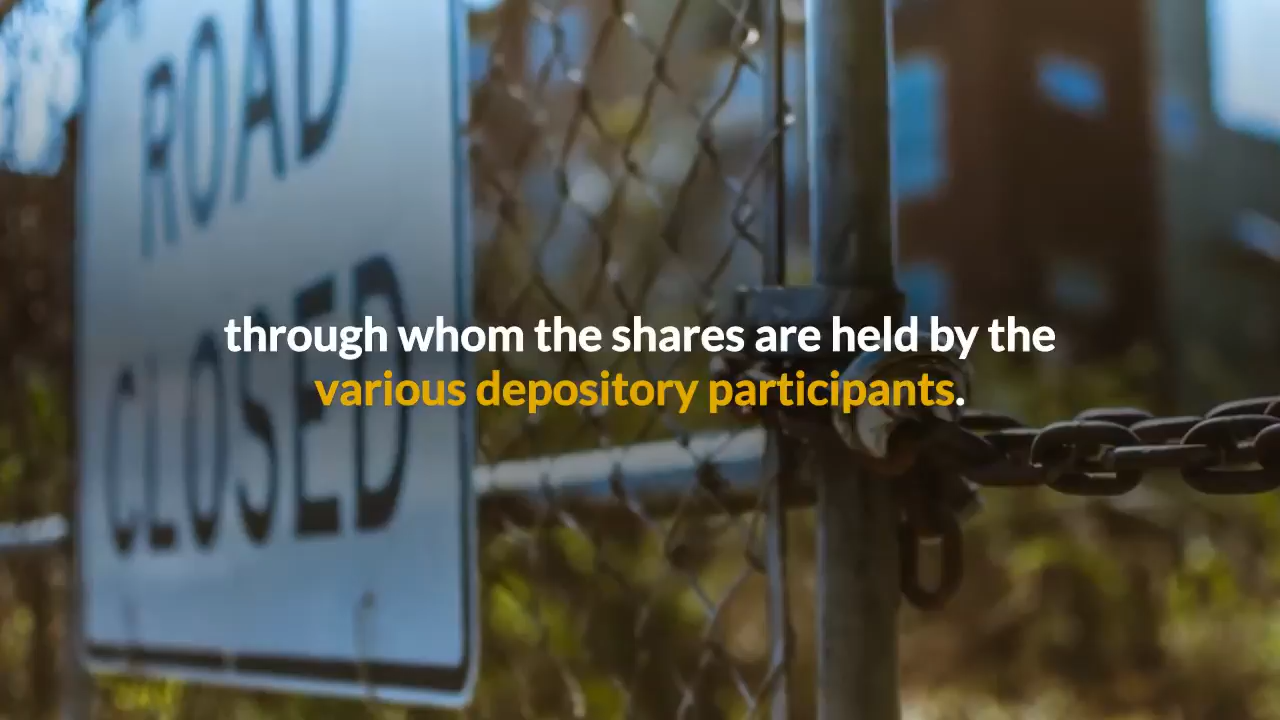 ROAD
CLOSED
through whom the shares are held by the
various depository participants.